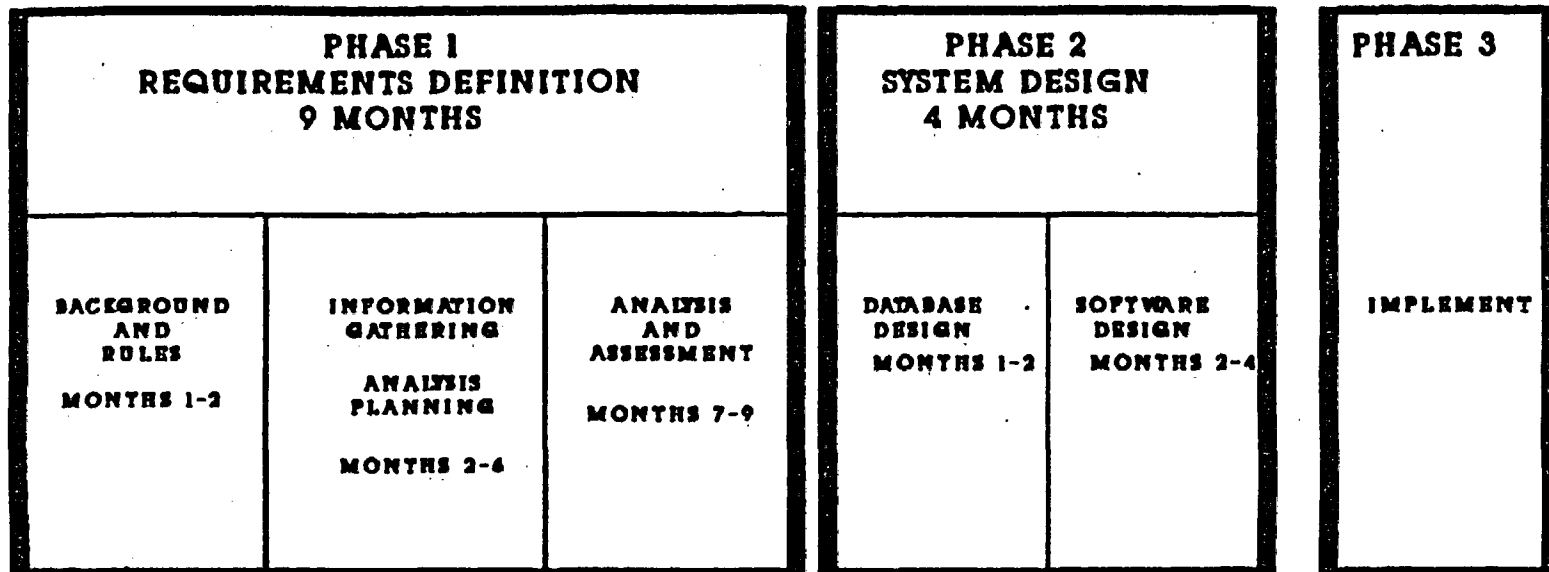 PHASE 1
REQUIREMENTS DEFINITION
9 MONTHS
BACKGROUND
AND
RULES
MONTHS 1-2
INFORMATION
GATHERING
ANALYSIS
PLANNING
MONTHS 2-6
ANALYSIS
AND
ASSESSMENT
MONTHS 7-9
PHASE 2
SYSTEM DESIGN
4 MONTHS
DATABASE
DESIGN
MONTHS 1-2
SOFTWARE
DESIGN
MONTHS 2-4
PHASE 3
IMPLEMENT